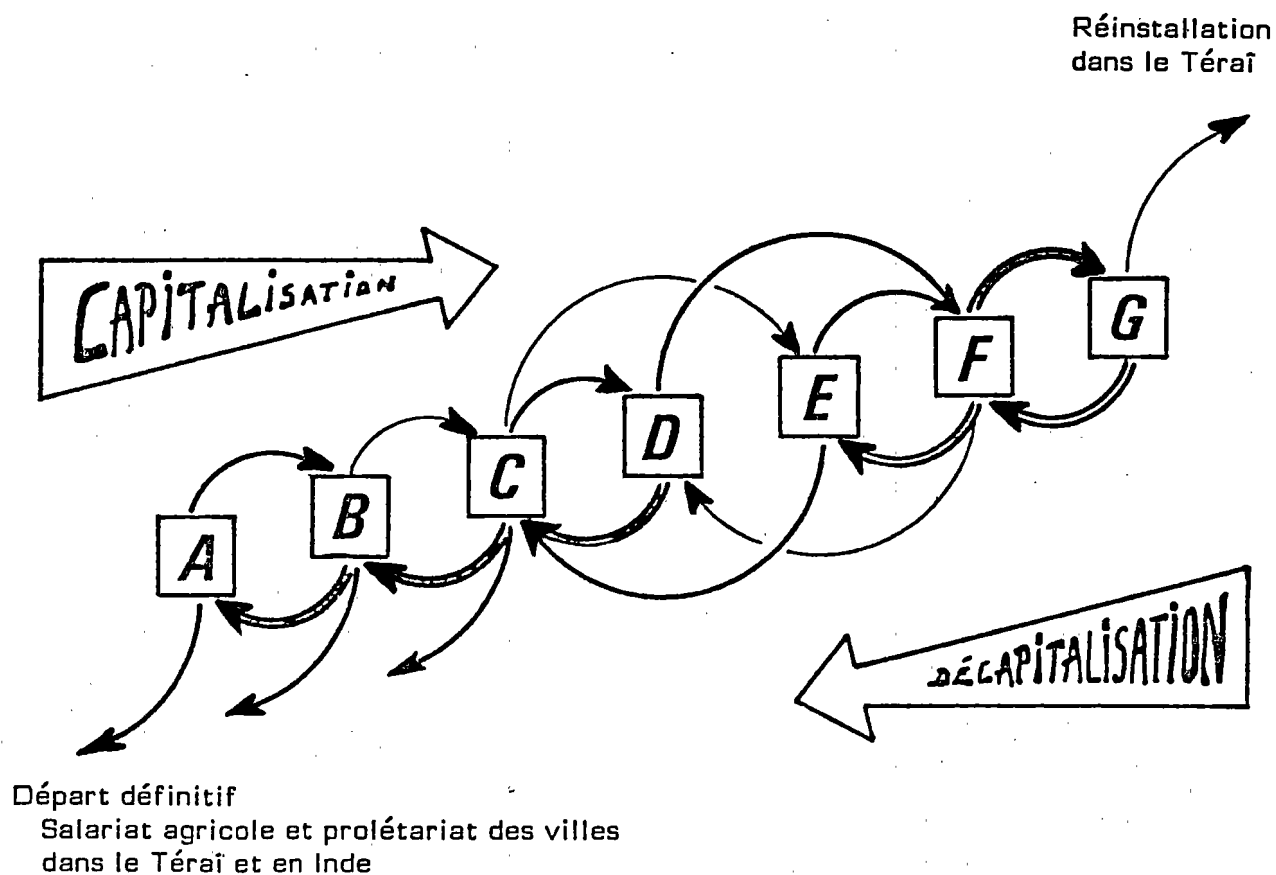 Réinstallation
dans le Téraî
CAPITALISATION
G
F
E
D
C
B
A
DÉCAPITALISATION
Départ définitif
Salariat agricole et prolétariat des villes
dans le Téraî et en Inde